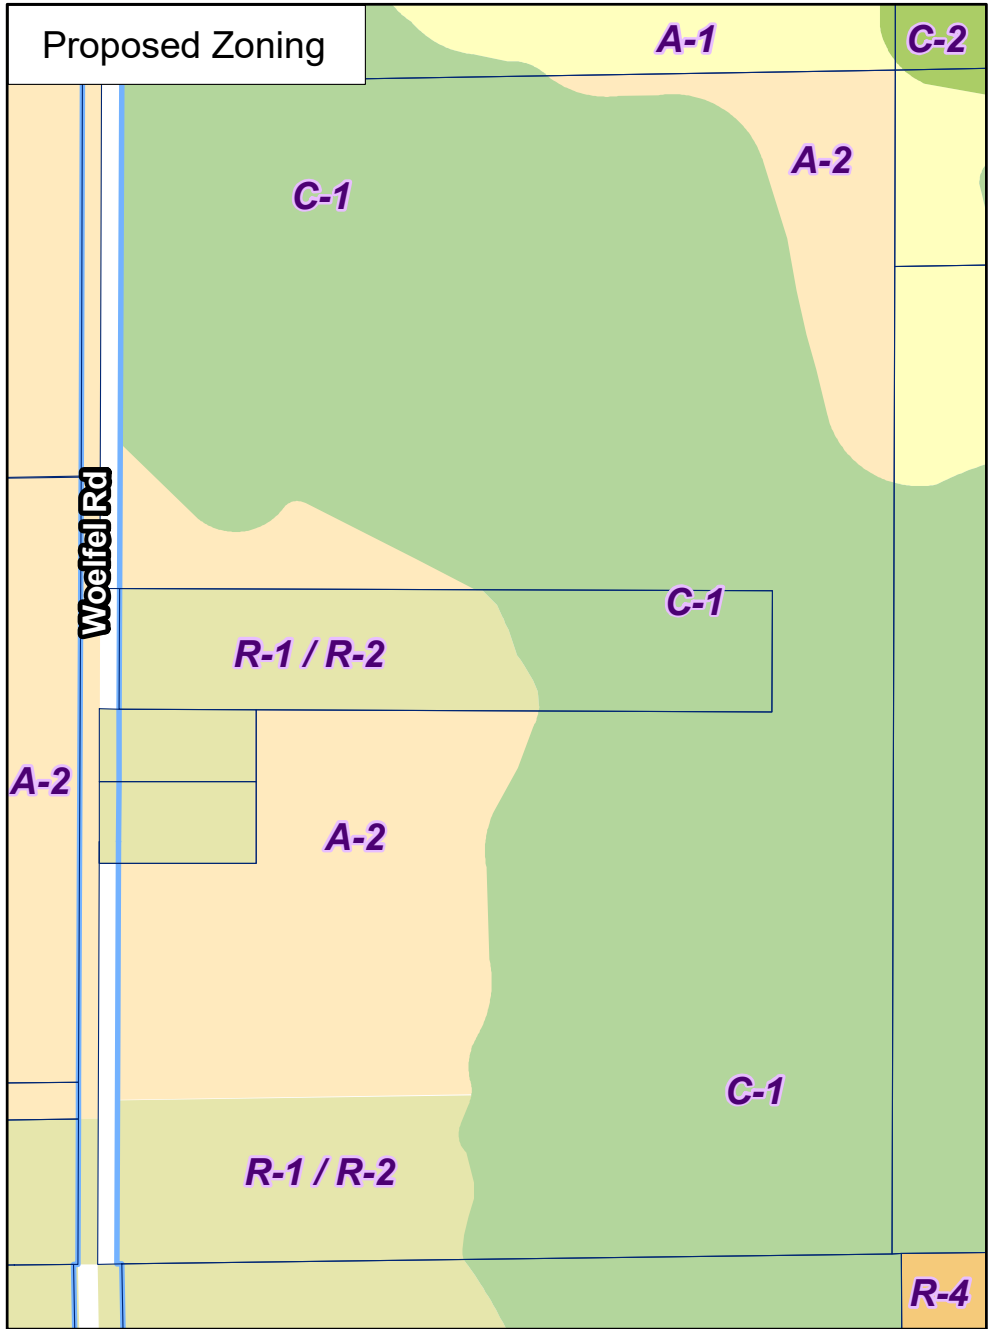 Proposed Zoning
A-1
C-2
A-2
C-1
Woelfel Rd
C-1
R-1 / R-2
A-2
A-2
C-1
R-1 / R-2
R-4